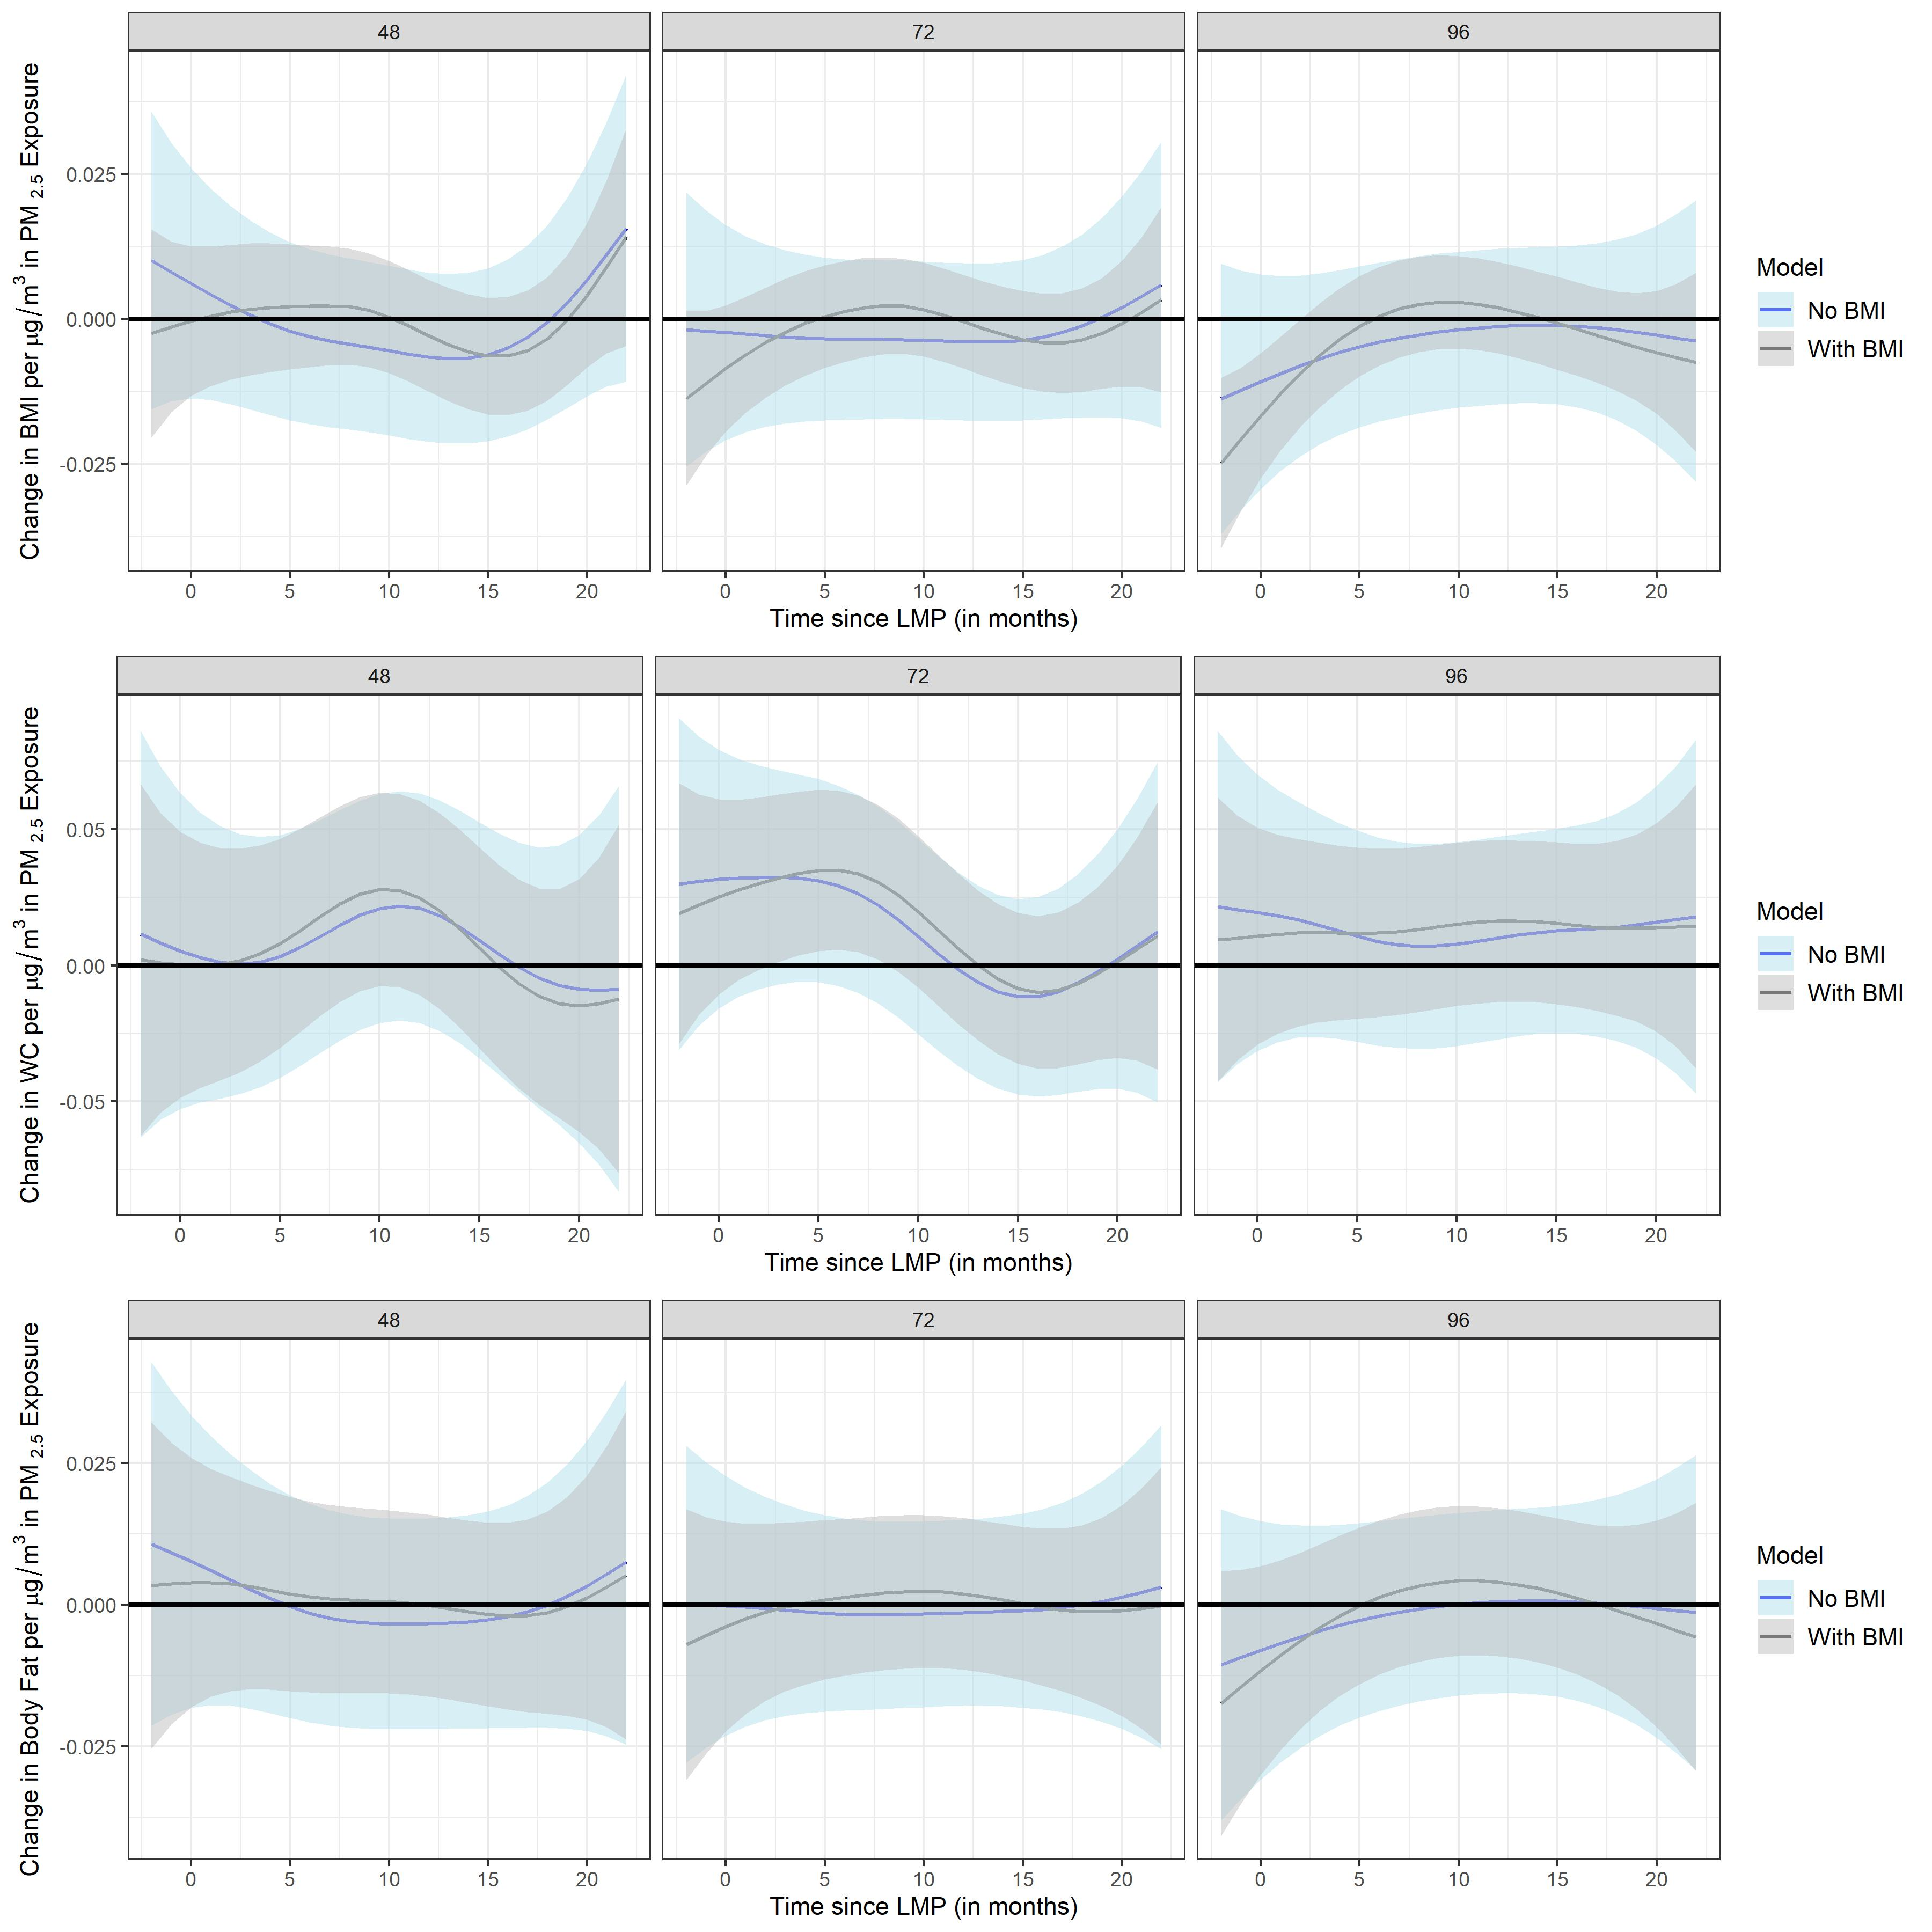 48 72 96
Change in BMI per μg/m³ in PM 2.5 Exposure
0.025
0.000
-0.025
0 5 10 15 20 0 5 10 15 20 0 5 10 15 20
Time since LMP (in months)
Model
No BMI
With BMI
48 72 96
Change in WC per μg/m³ in PM 2.5 Exposure
0.05
0.00
-0.05
0 5 10 15 20 0 5 10 15 20 0 5 10 15 20
Time since LMP (in months)
Model
No BMI
With BMI
48 72 96
Change in Body Fat per μg/m³ in PM 2.5 Exposure
0.025
0.000
-0.025
0 5 10 15 20 0 5 10 15 20 0 5 10 15 20
Time since LMP (in months)
Model
No BMI
With BMI